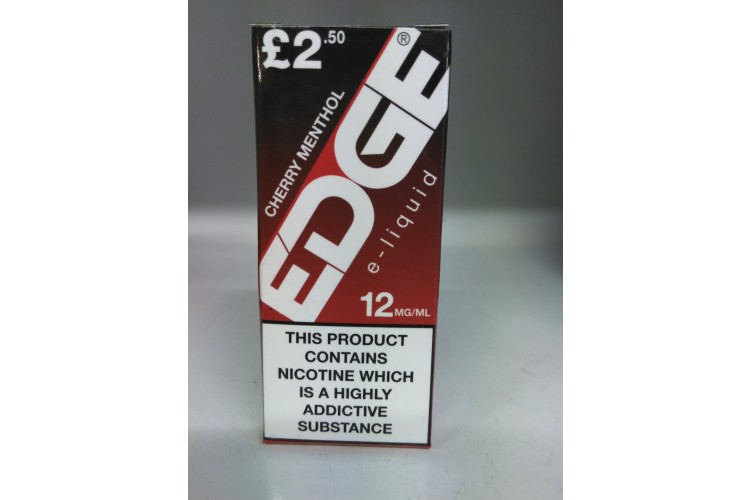 £2.50
CHERRY MENTHOL
EDGE®
e-liquid
12 MG/ML
THIS PRODUCT
CONTAINS
NICOTINE WHICH
IS A HIGHLY
ADDICTIVE
SUBSTANCE